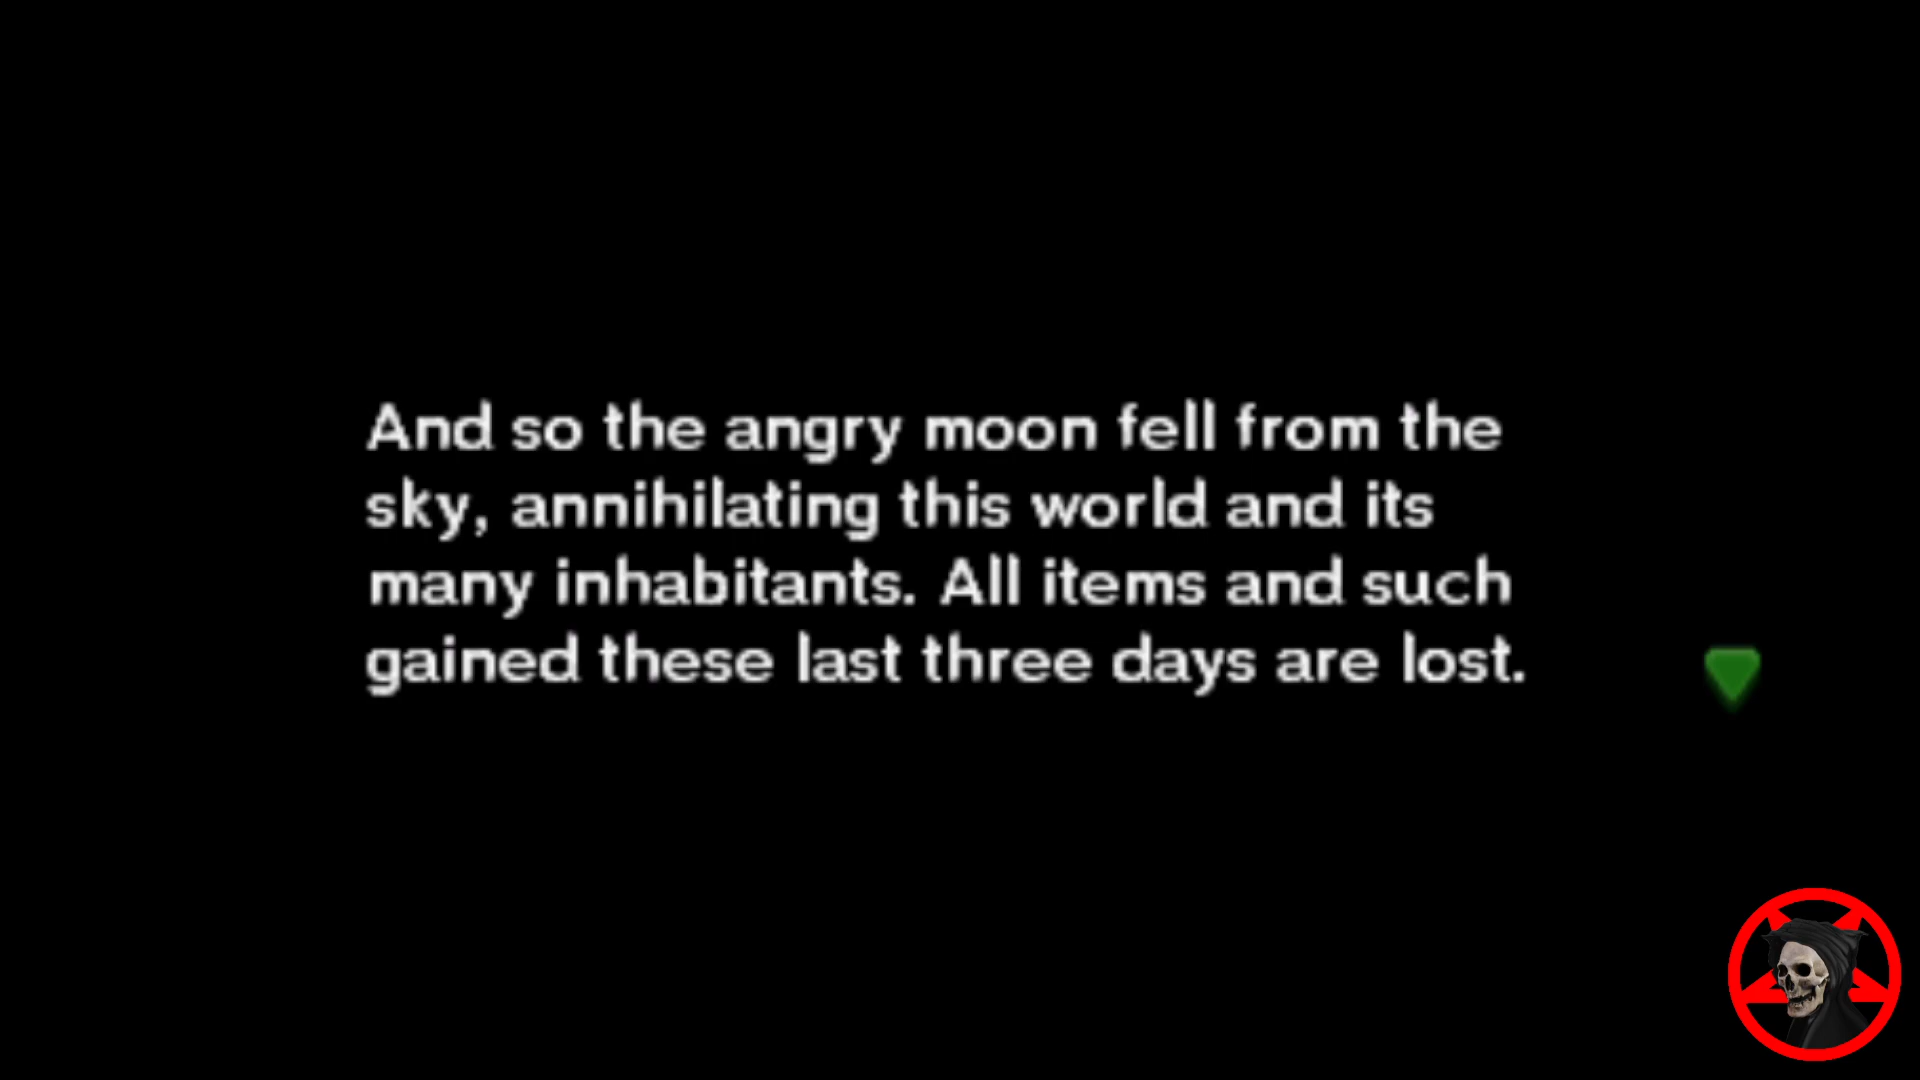 And so the angry moon fell from the
sky, annihilating this world and its
many inhabitants. All items and such
gained these last three days are lost.